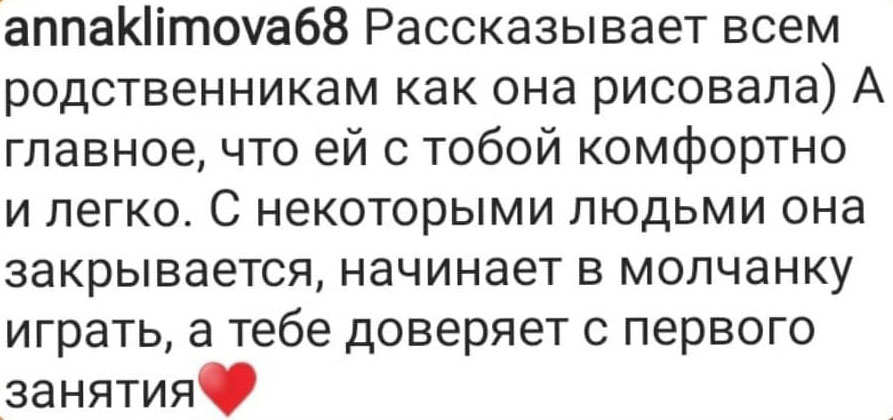 annaklimova68 Рассказывает всем
родственникам как она рисовала) А
главное, что ей с тобой комфортно
и легко. С некоторыми людьми она
закрывается, начинает в молчанку
играть, а тебе доверяет с первого
занятия❤️